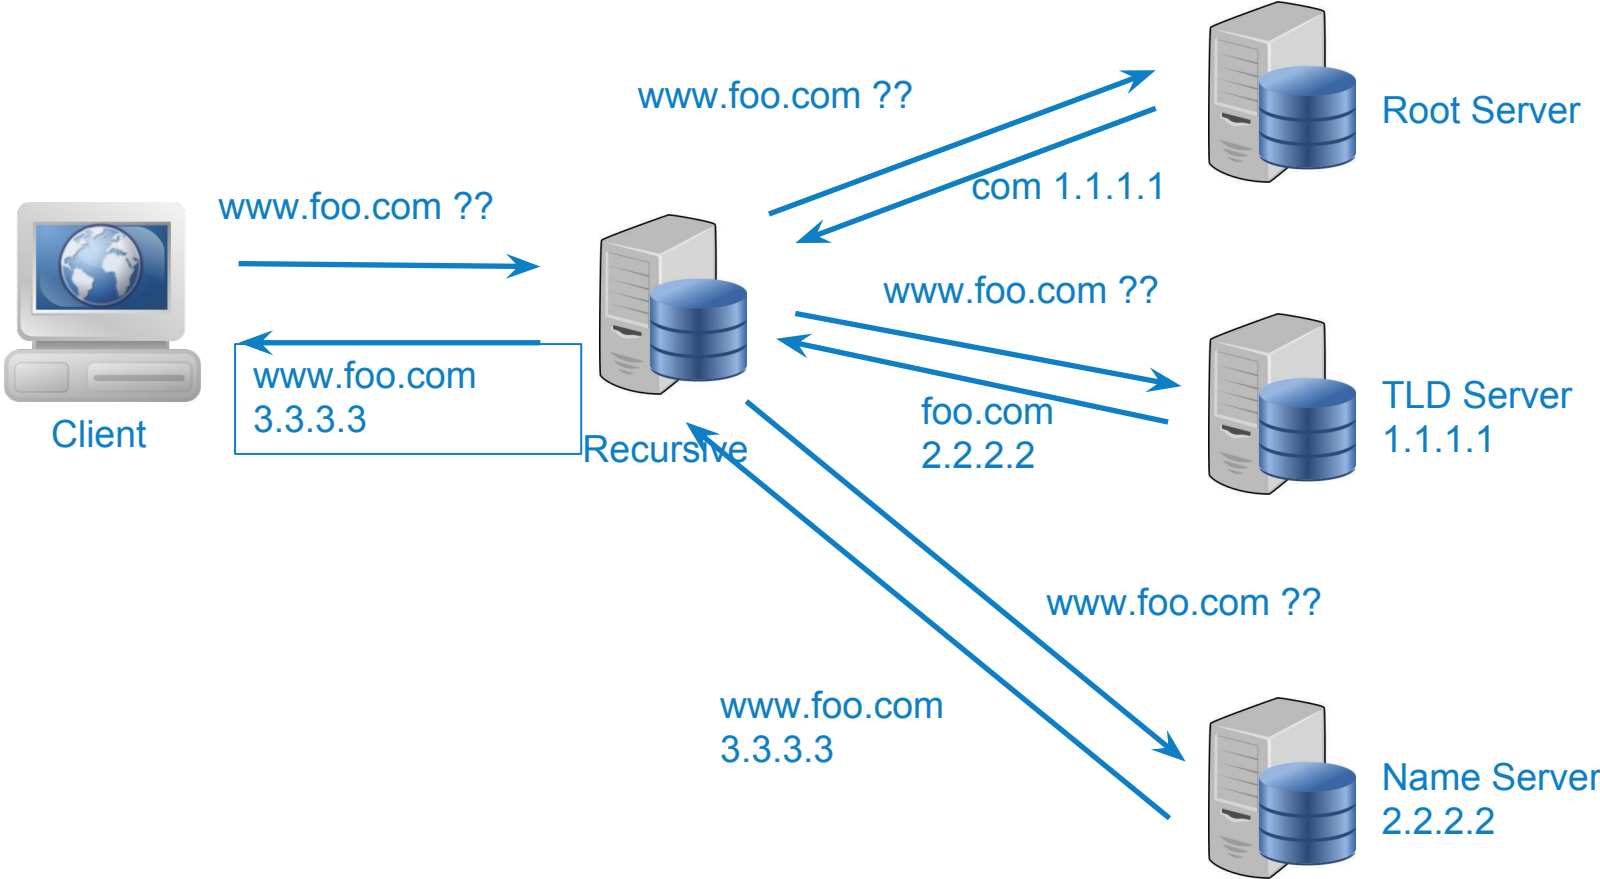 www.foo.com ??
Root Server
com 1.1.1.1
www.foo.com ??
www.foo.com ??
www.foo.com
3.3.3.3
Client
Recursive
foo.com
2.2.2.2
TLD Server
1.1.1.1
www.foo.com ??
www.foo.com
3.3.3.3
Name Server
2.2.2.2